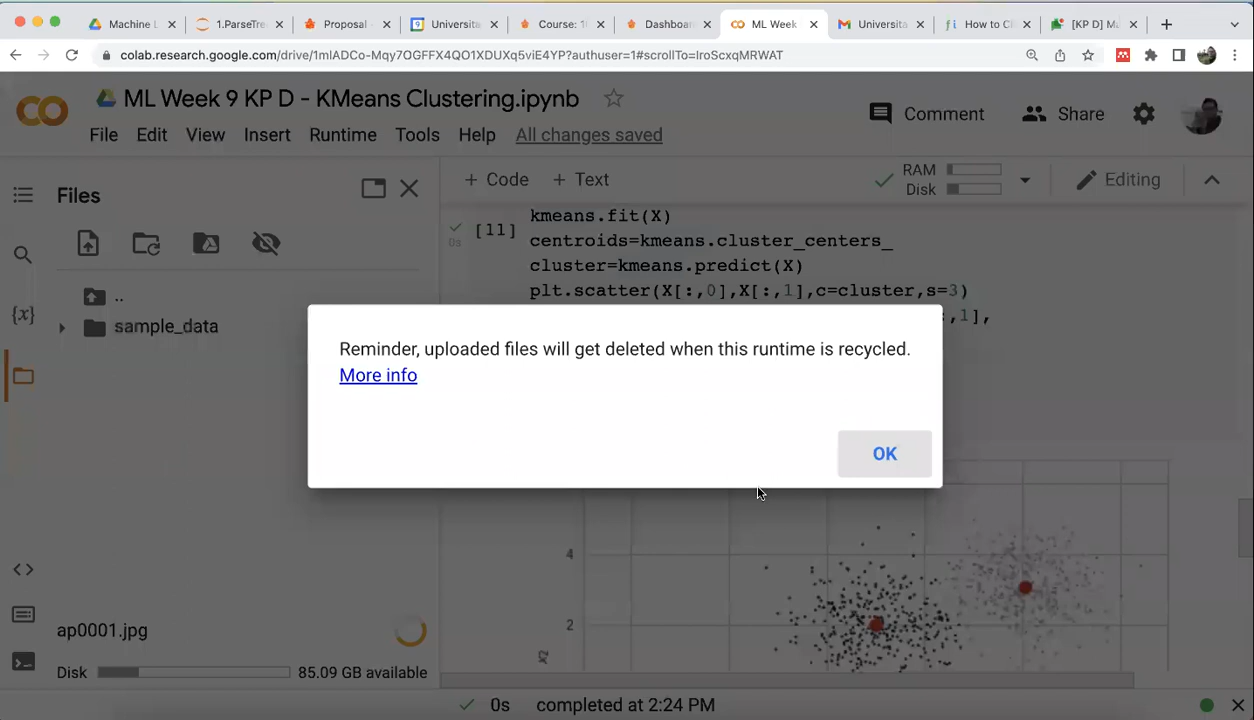 Machine L
1.ParseTre
Proposal
Universita
Course: 1
Dashboar
ML Week
Universita
How to C
[KP D] M
colab.research.google.com/drive/1mIADCo-Mqy7OGFFX4QO1XDUXq5viE4YP?authuser=1#scrollTo=IroScxqMRWAT
ML Week 9 KP D - KMeans Clustering.ipynb
Comment
Share
File Edit View Insert Runtime Tools Help All changes saved
Files
+ Code + Text
RAM
Disk
Editing
..
sample_data
{x}
[11]
0s
kmeans.fit(X)
centroids=kmeans.cluster_centers_
cluster=kmeans.predict(X)
plt.scatter(X[:,0],X[:,1],c=cluster,s=3)
:,1],
Reminder, uploaded files will get deleted when this runtime is recycled.
More info
OK
4
2
x2
ap0001.jpg
Disk
85.09 GB available
0s completed at 2:24 PM